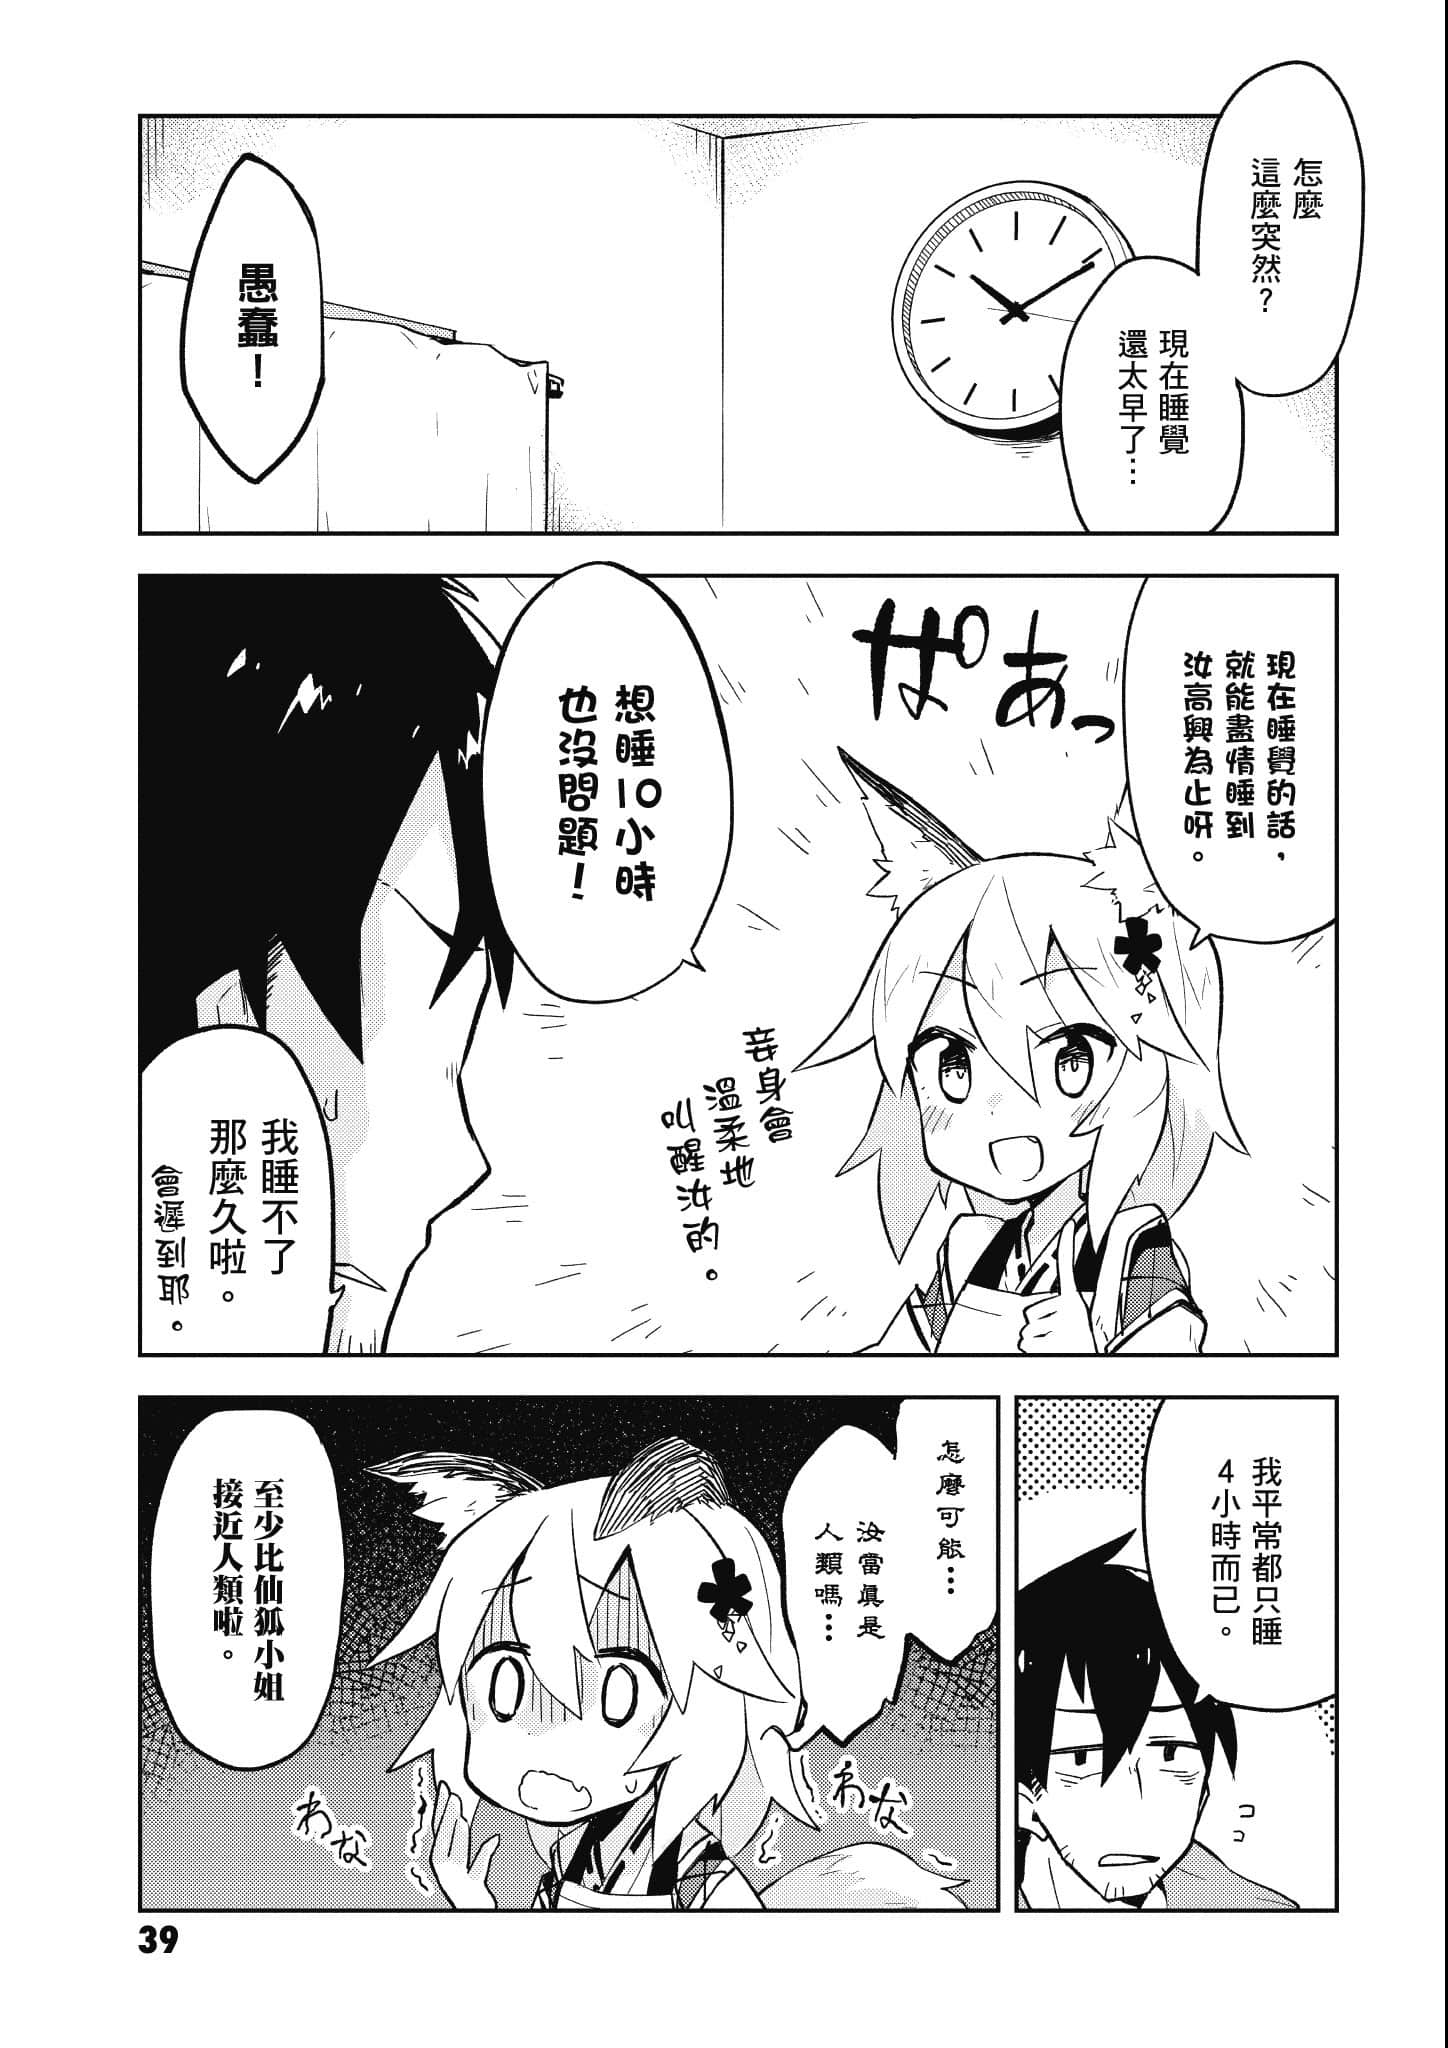 怎麼
這麼突然？
現在睡覺
還太早了…
愚蠢！
現在睡覺的話，
就能盡情睡到
汝高興為止呀。
ぱあっ
想睡10小時
也沒問題！
妾身會
溫柔地
叫醒汝的。
我睡不了
那麼久啦。
會遲到耶。
我平常都只睡
4小時而已。
ココ
怎麼可能…
汝當真是
人類嗎…
わな
わな
至少比仙狐小姐
接近人類啦。
39